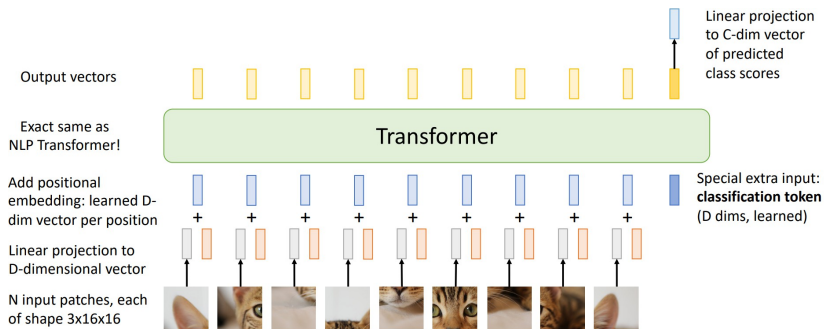 Linear projection
to C-dim vector
of predicted
class scores
Output vectors
Exact same as
NLP Transformer!
Transformer
Add positional
embedding: learned D-
dim vector per position
Special extra input:
classification token
(D dims, learned)
+ + + + + + + + +
Linear projection to
D-dimensional vector
N input patches, each
of shape 3x16x16